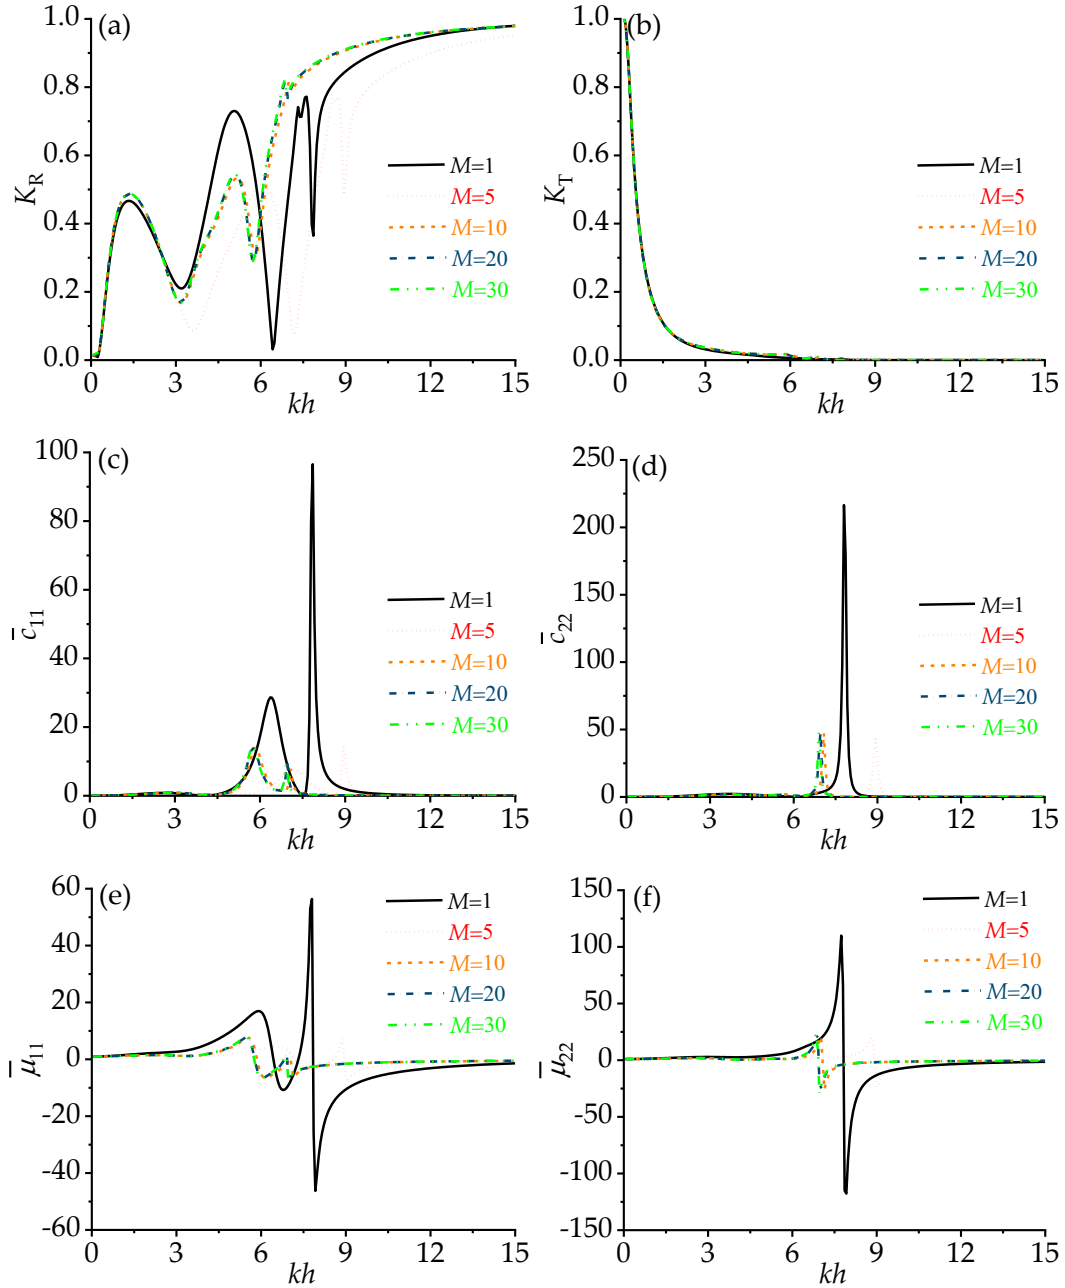 (a)
1.0
0.8
0.6
0.4
0.2
0.0
K_R
0 3 6 9 12 15
kh
M=1
M=5
M=10
M=20
M=30
(b)
1.0
0.8
0.6
0.4
0.2
0.0
K_T
0 3 6 9 12 15
kh
M=1
M=5
M=10
M=20
M=30
(c)
100
80
60
40
20
0
c̄_11
0 3 6 9 12 15
kh
M=1
M=5
M=10
M=20
M=30
(d)
250
200
150
100
50
0
c̄_22
0 3 6 9 12 15
kh
M=1
M=5
M=10
M=20
M=30
(e)
60
40
20
0
-20
-40
-60
μ̄_11
0 3 6 9 12 15
kh
M=1
M=5
M=10
M=20
M=30
(f)
150
100
50
0
-50
-100
-150
μ̄_22
0 3 6 9 12 15
kh
M=1
M=5
M=10
M=20
M=30